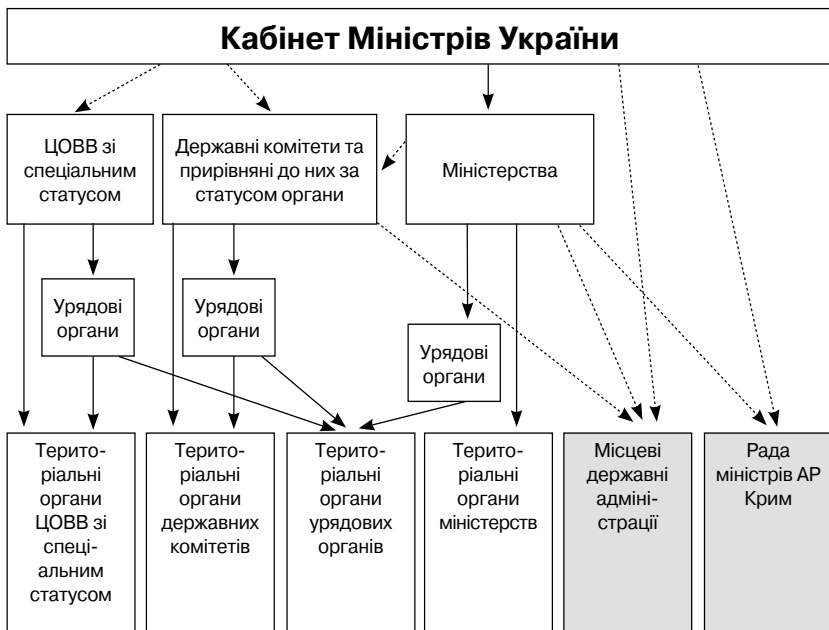 Кабінет Міністрів України
ЦОВВ зі
спеціальним
статусом
Державні комітети та
прирівняні до них за
статусом органи
Міністерства
Урядові
органи
Урядові
органи
Урядові
органи
Терито-
ріальні
органи
ЦОВВ зі
спеці-
альним
статусом
Терито-
ріальні
органи
державних
комітетів
Терито-
ріальні
органи
урядових
органів
Терито-
ріальні
органи
міністерств
Місцеві
державні
адміні-
страції
Рада
міністрів АР
Крим